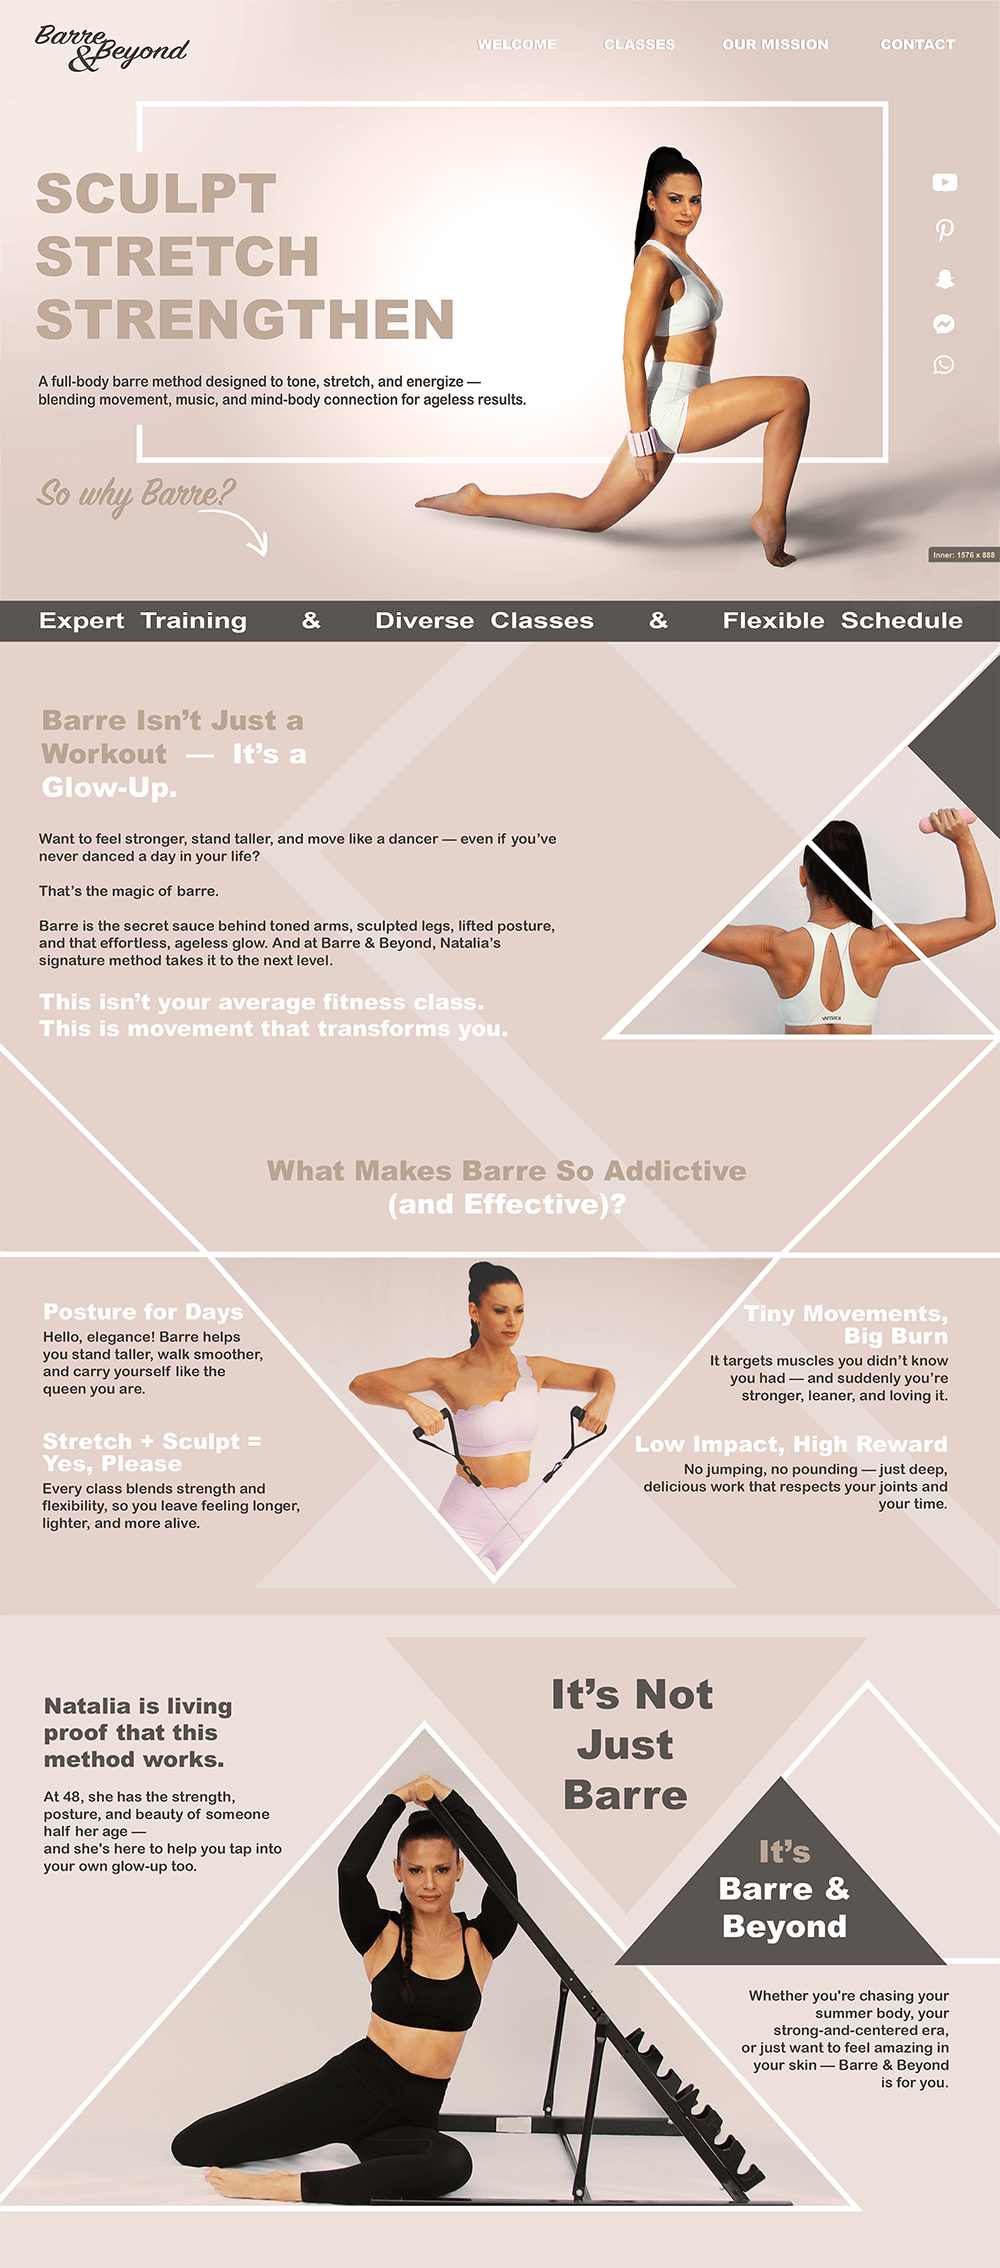 Barre
& Beyond
WELCOME CLASSES OUR MISSION CONTACT
SCULPT
STRETCH
STRENGTHEN
A full-body barre method designed to tone, stretch, and energize —
blending movement, music, and mind-body connection for ageless results.
So why Barre?
Inner: 1576 x 888
Expert Training & Diverse Classes & Flexible Schedule
Barre Isn’t Just a
Workout — It’s a
Glow-Up.
Want to feel stronger, stand taller, and move like a dancer — even if you’ve
never danced a day in your life?
That’s the magic of barre.
Barre is the secret sauce behind toned arms, sculpted legs, lifted posture,
and that effortless, ageless glow. And at Barre & Beyond, Natalia’s
signature method takes it to the next level.
This isn’t your average fitness class.
This is movement that transforms you.
What Makes Barre So Addictive
(and Effective)?
Posture for Days
Hello, elegance! Barre helps
you stand taller, walk smoother,
and carry yourself like the
queen you are.
Stretch + Sculpt =
Yes, Please
Every class blends strength and
flexibility, so you leave feeling longer,
lighter, and more alive.
Tiny Movements,
Big Burn
It targets muscles you didn’t know
you had — and suddenly you’re
stronger, leaner, and loving it.
Low Impact, High Reward
No jumping, no pounding — just deep,
delicious work that respects your joints and
your time.
Natalia is living
proof that this
method works.
At 48, she has the strength,
posture, and beauty of someone
half her age —
and she's here to help you tap into
your own glow-up too.
It’s Not
Just
Barre
It’s
Barre &
Beyond
Whether you're chasing your
summer body, your
strong-and-centered era,
or just want to feel amazing in
your skin — Barre & Beyond
is for you.